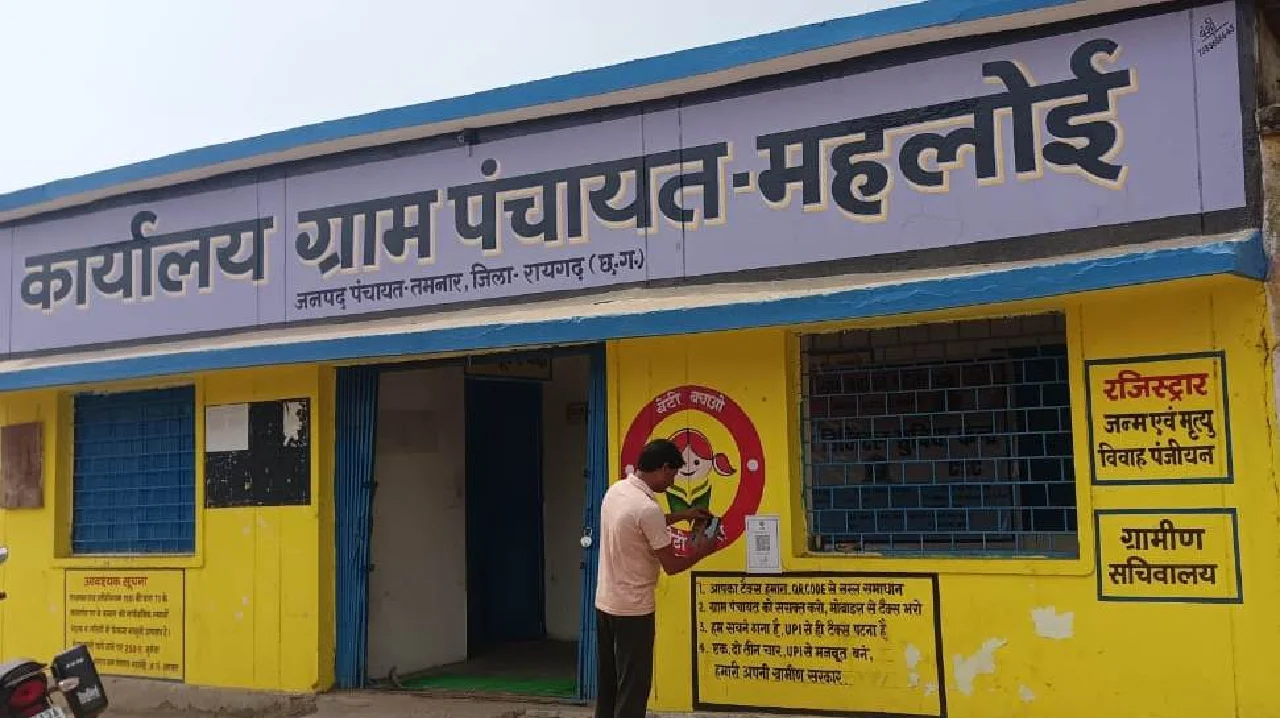 कार्यालय ग्राम पंचायत-महलोई
जनपद पंचायत-तमनार, जिला-रायगढ़ (छ.ग.)
बेटी बचाओ
रजिस्ट्रार
जन्म एवं मृत्यु
विवाह पंजीयन
ग्रामीण
सचिवालय
आवश्यक सूचना
1. आपका टैक्स हमारा, QRCODE से सरल समाधान
2. ग्राम पंचायत को सशक्त करो, मोबाइल से टैक्स भरो
3. हम सबने माना है, UPI से ही टैक्स पटाना है
4. एक, दो तीन चार, UPI से मजबूत बने,
हमारी अपनी ग्रामीण सरकार